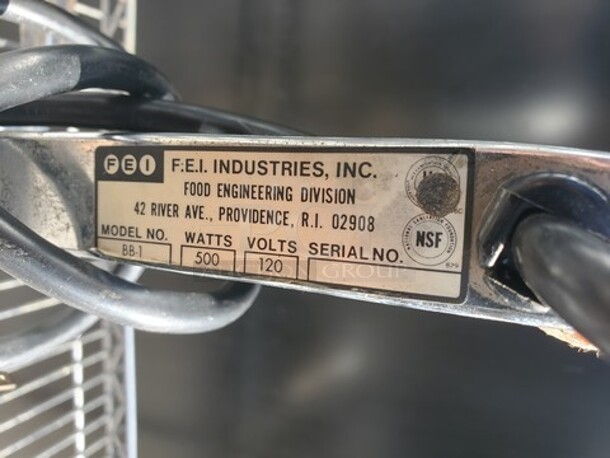 FEI F.E.I. INDUSTRIES, INC.
FOOD ENGINEERING DIVISION
42 RIVER AVE., PROVIDENCE, R.I. 02908
MODEL NO. WATTS VOLTS SERIAL NO.
BB-1 500 120
NSF
GROUP